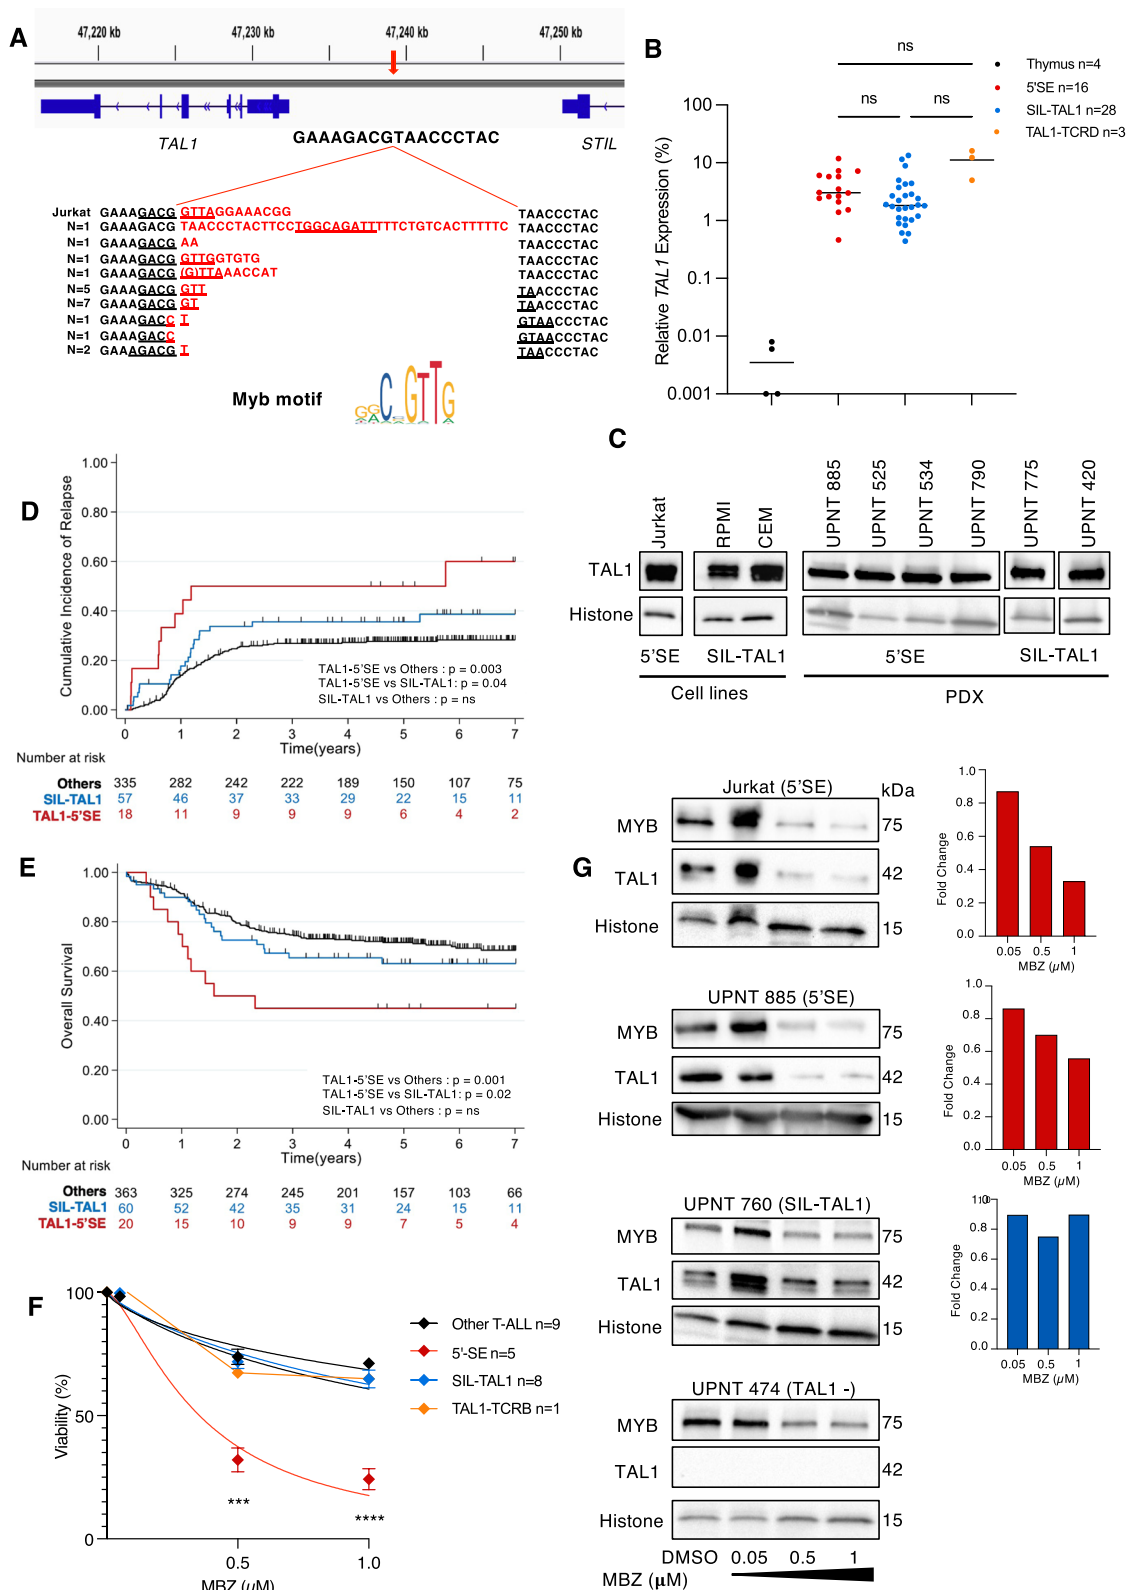 A
47,220 kb 47,230 kb 47,240 kb 47,250 kb
TAL1 STIL
GAAAGACGTAACCCTAC
Jurkat GAAAGACG GTTAGGAAACGG TAACCCTAC
N=1 GAAAGACG TAACCCTACTTCCTGGCAGATTTTTCTGTCACTTTTTC TAACCCTAC
N=1 GAAAGACG AA TAACCCTAC
N=1 GAAAGACG GTTGGTGTG TAACCCTAC
N=1 GAAAGACG (G)TTAAACCAT TAACCCTAC
N=5 GAAAGACG GTT TAACCCTAC
N=7 GAAAGACG GT TAACCCTAC
N=1 GAAAGACC T GTAACCCTAC
N=1 GAAAGACC GTAACCCTAC
N=2 GAAAGACG T TAACCCTAC
Myb motif
B
Relative TAL1 Expression (%)
100
10
1
0.1
0.01
0.001
ns
ns ns
Thymus n=4
5'SE n=16
SIL-TAL1 n=28
TAL1-TCRD n=3
C
Jurkat RPMI CEM UPNT 885 UPNT 525 UPNT 534 UPNT 790 UPNT 775 UPNT 420
TAL1
Histone
5'SE SIL-TAL1 5'SE SIL-TAL1
Cell lines PDX
D
Cumulative Incidence of Relapse
1.00
0.80
0.60
0.40
0.20
0.00
TAL1-5'SE vs Others : p = 0.003
TAL1-5'SE vs SIL-TAL1: p = 0.04
SIL-TAL1 vs Others : p = ns
0 1 2 3 4 5 6 7
Time(years)
Number at risk
Others 335 282 242 222 189 150 107 75
SIL-TAL1 57 46 37 33 29 22 15 11
TAL1-5'SE 18 11 9 9 9 6 4 2
E
Overall Survival
1.00
0.80
0.60
0.40
0.20
0.00
TAL1-5'SE vs Others : p = 0.001
TAL1-5'SE vs SIL-TAL1: p = 0.02
SIL-TAL1 vs Others : p = ns
0 1 2 3 4 5 6 7
Time(years)
Number at risk
Others 363 325 274 245 201 157 103 66
SIL-TAL1 60 52 42 35 31 24 15 11
TAL1-5'SE 20 15 10 9 9 7 5 4
F
Viability (%)
100
50
0
Other T-ALL n=9
5'-SE n=5
SIL-TAL1 n=8
TAL1-TCRB n=1
***
****
0.5 1.0
MBZ (μM)
G
Jurkat (5'SE) kDa
MYB 75
TAL1 42
Histone 15
Fold Change
1.0
0.8
0.6
0.4
0.2
0.0
0.05 0.5 1
MBZ (μM)
UPNT 885 (5'SE)
MYB 75
TAL1 42
Histone 15
Fold Change
1.0
0.8
0.6
0.4
0.2
0.0
0.05 0.5 1
MBZ (μM)
UPNT 760 (SIL-TAL1)
MYB 75
TAL1 42
Histone 15
Fold Change
0.8
0.6
0.4
0.2
0.0
0.05 0.5 1
MBZ (μM)
UPNT 474 (TAL1 -)
MYB 75
TAL1 42
Histone 15
DMSO 0.05 0.5 1
MBZ (μM)